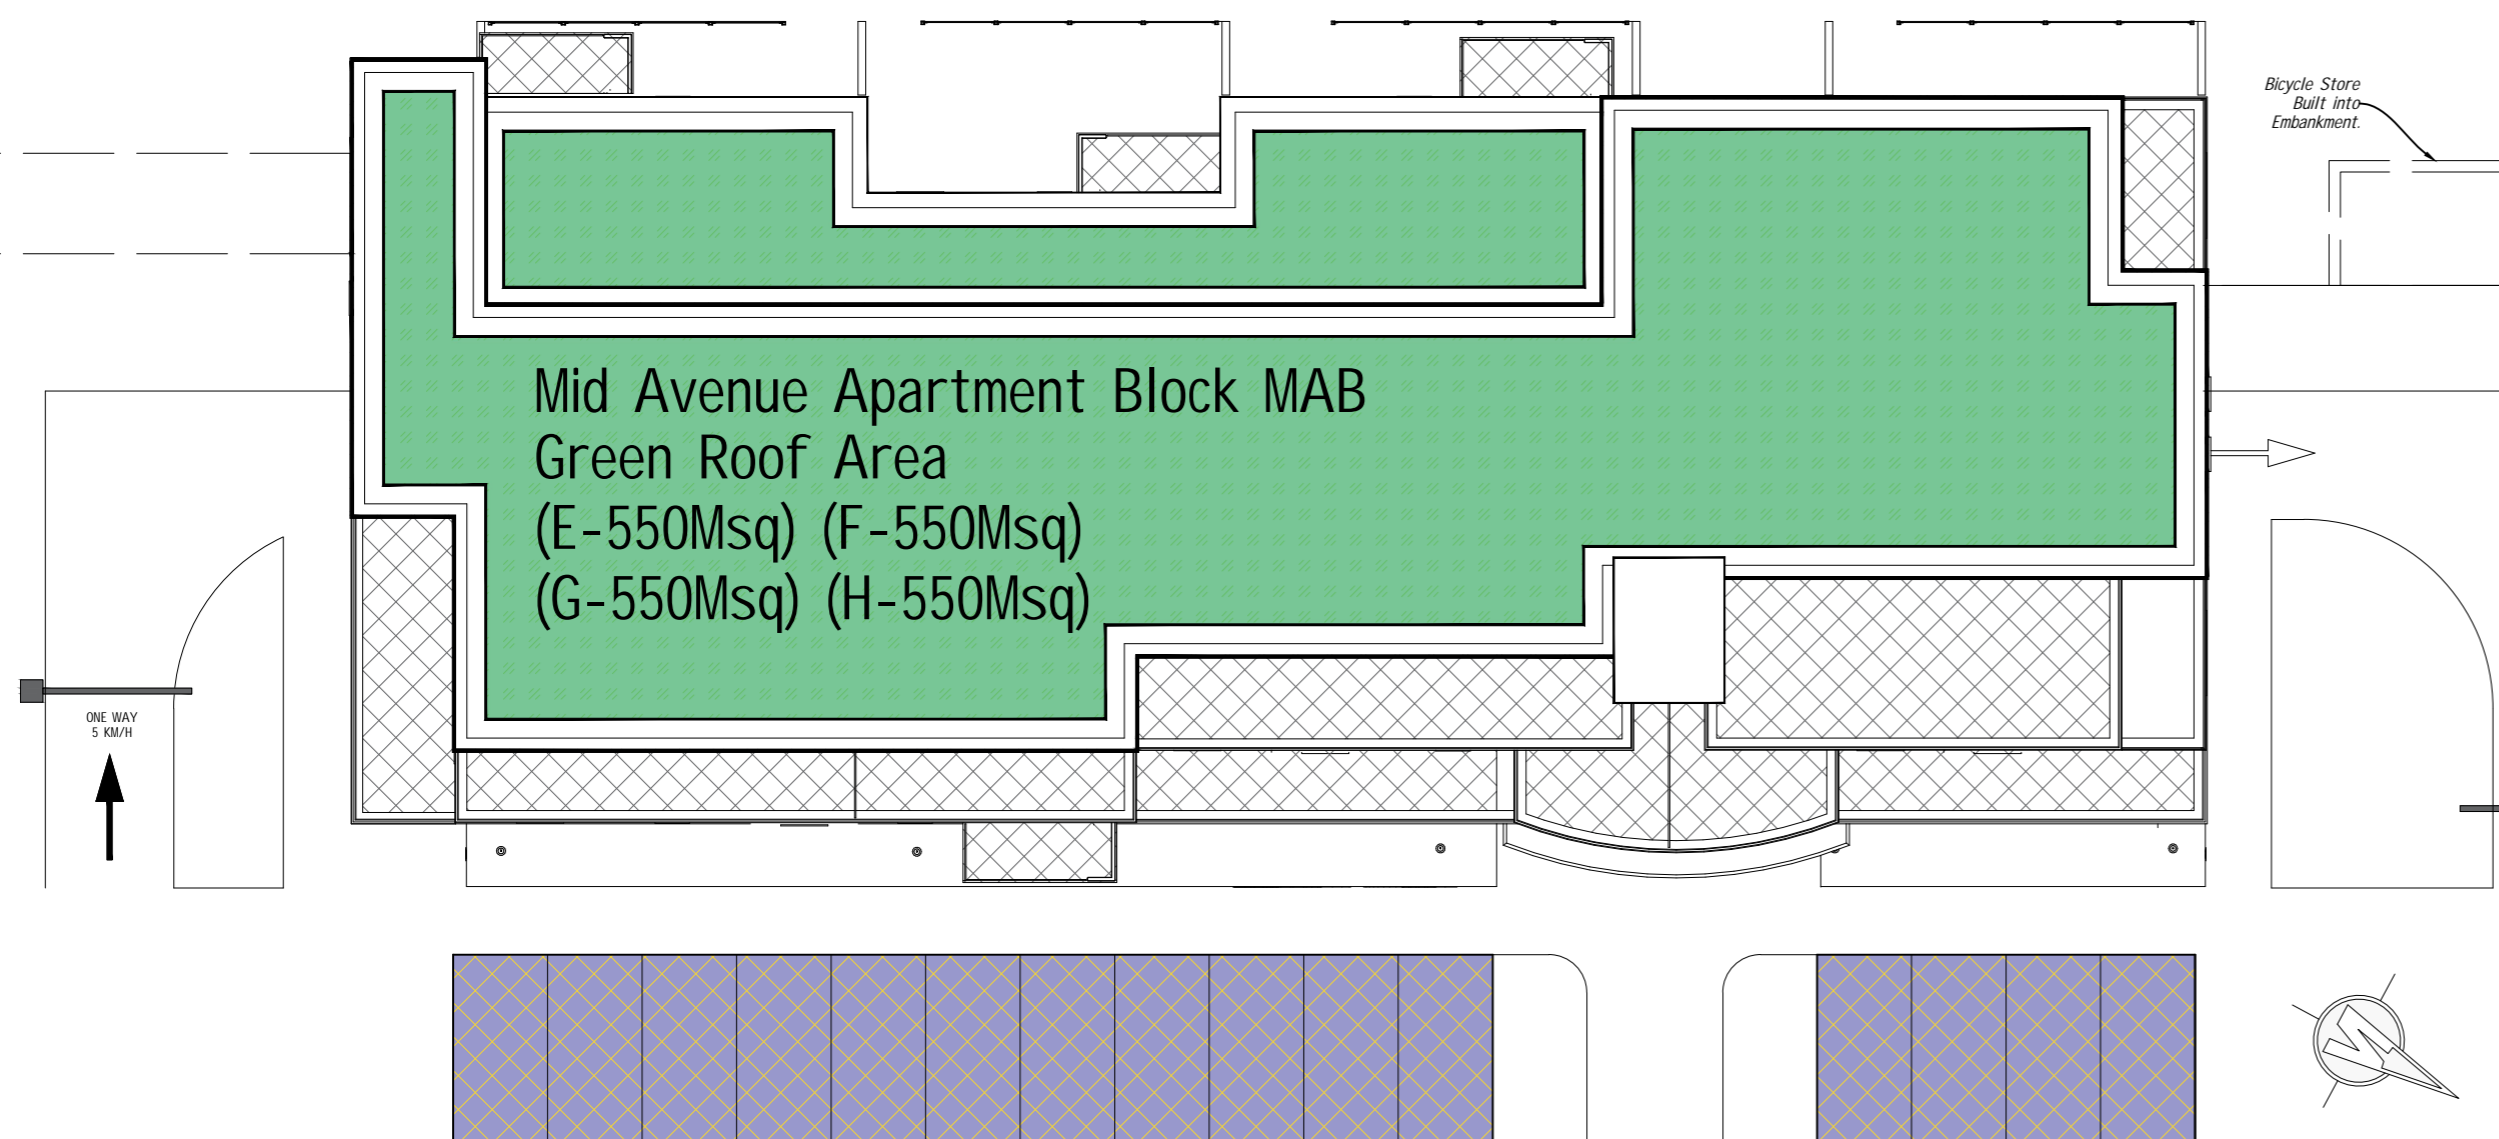 Bicycle Store
Built into
Embankment.
Mid Avenue Apartment Block MAB
Green Roof Area
(E-550Msq) (F-550Msq)
(G-550Msq) (H-550Msq)
ONE WAY
5 KM/H
N